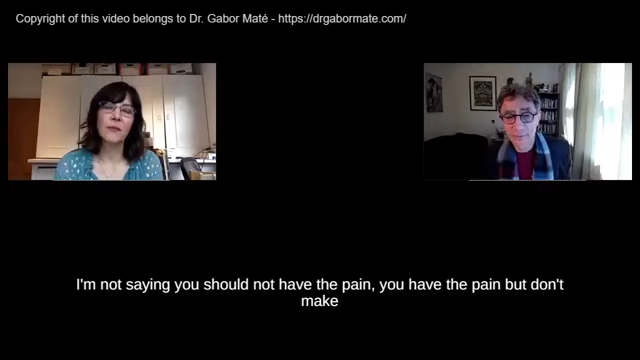 Copyright of this video belongs to Dr. Gabor Maté - https://drgabormate.com/
I'm not saying you should not have the pain, you have the pain but don't
make